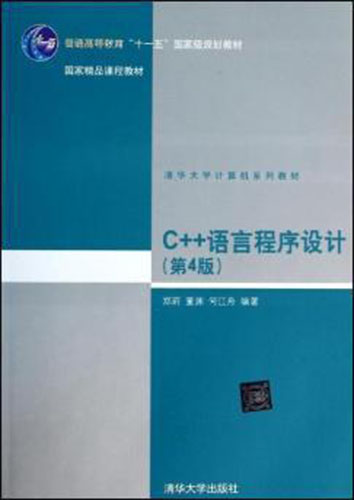 普通高等教育“十一五”国家级规划教材
国家精品课程教材
清华大学计算机系列教材
C++语言程序设计
(第4版)
郑莉 董渊 何江舟 编著
清华大学出版社